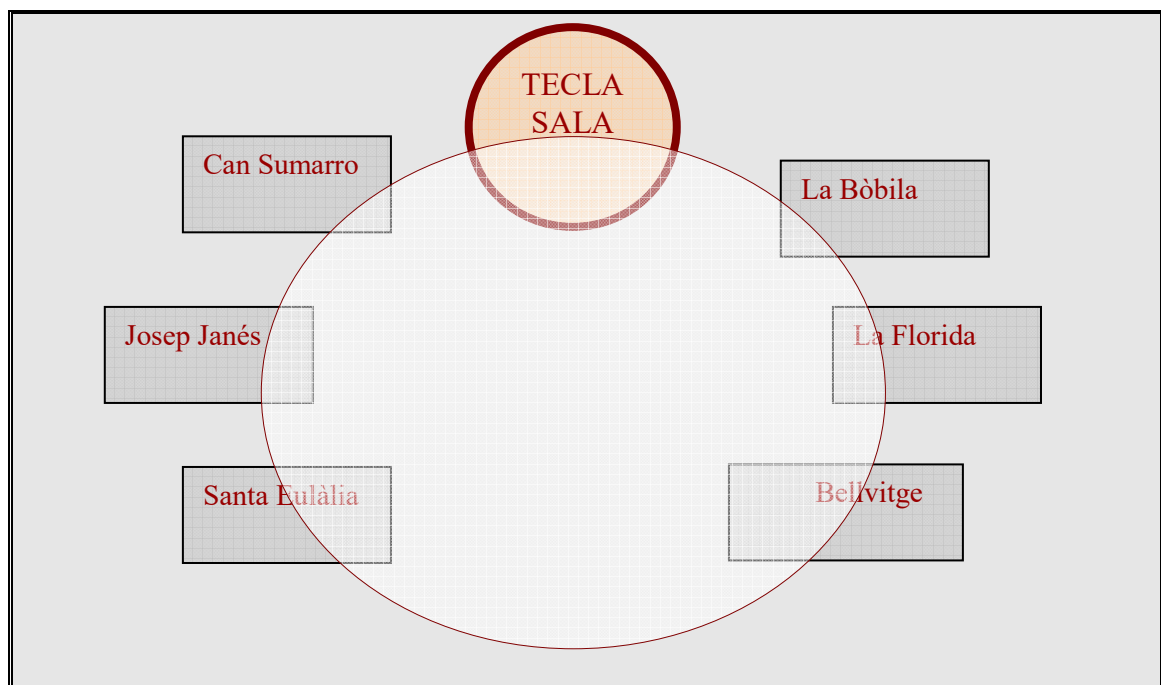 TECLA
SALA
Can Sumarro
La Bòbila
Josep Janés
La Florida
Santa Eulàlia
Bellvitge